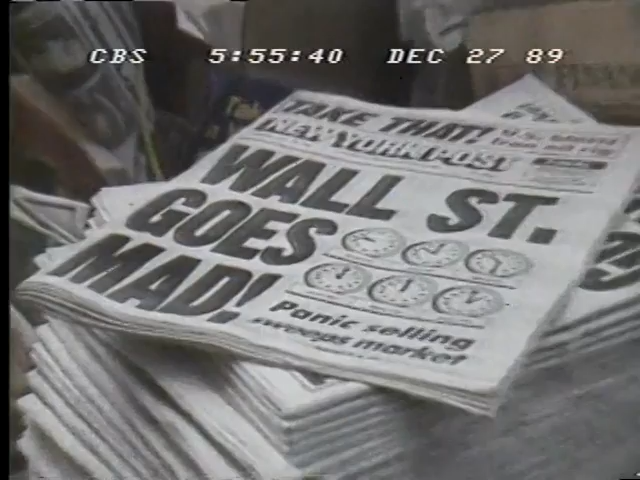 CBS 5:55:40 DEC 27 89
TAKE THAT!
NEW YORK POST
WALL ST.
GOES
MAD!
Panic selling
sweeps market